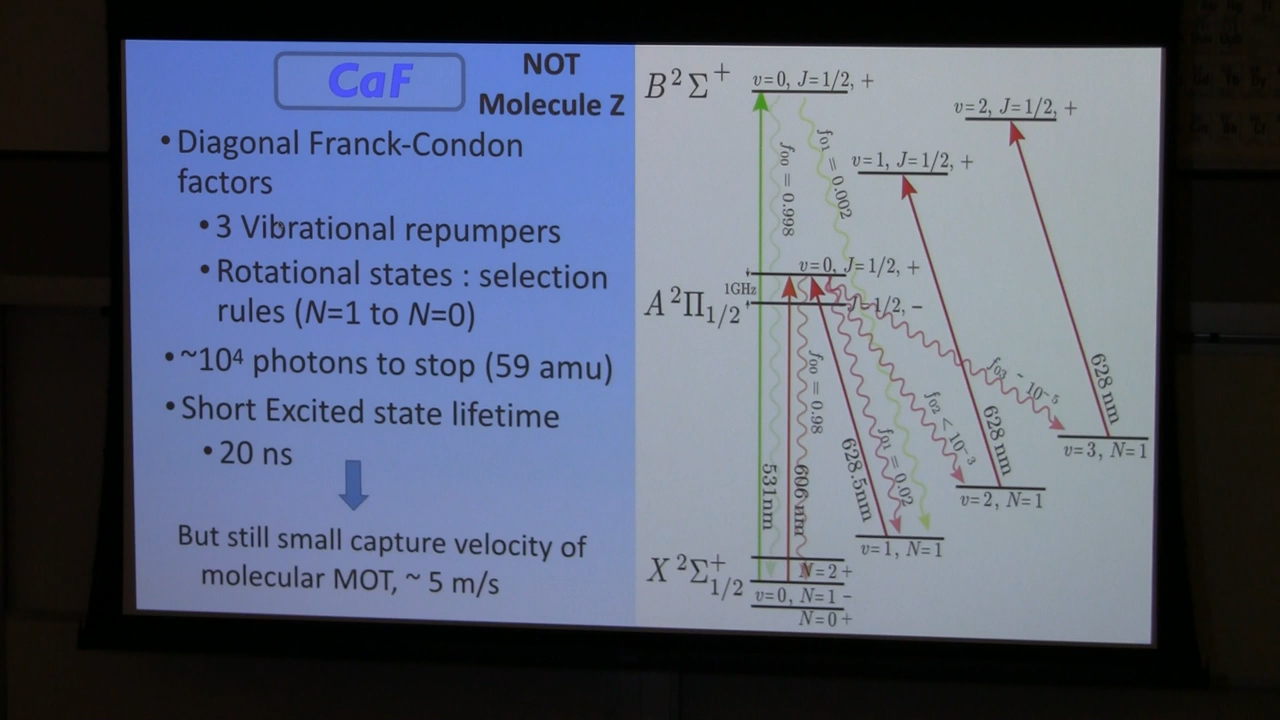 CaF
NOT
Molecule Z
• Diagonal Franck-Condon
factors
• 3 Vibrational repumpers
• Rotational states : selection
rules (N=1 to N=0)
• ~10⁴ photons to stop (59 amu)
• Short Excited state lifetime
• 20 ns
But still small capture velocity of
molecular MOT, ~ 5 m/s
B²Σ⁺
v=0, J=1/2, +
v=2, J=1/2, +
v=1, J=1/2, +
f₀₀ = 0.998
f₀₁ = 0.002
v=0, J=1/2, +
1GHz
A²Π₁/₂
J=1/2, -
f₀₀ = 0.98
f₀₃ ~ 10⁻⁵
f₀₂ < 10⁻³
f₀₁ = 0.02
531nm
606 nm
628.5nm
628 nm
628 nm
v=3, N=1
v=2, N=1
v=1, N=1
X²Σ⁺₁/₂
N=2 +
v=0, N=1 -
N=0 +